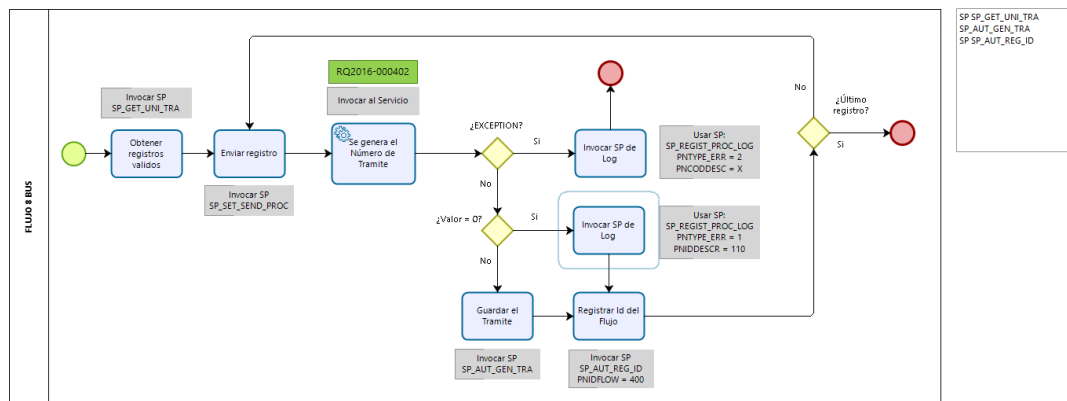 FLUJO 8 BUS
Invocar SP
SP_GET_UNI_TRA
Obtener
registros
validos
Enviar registro
Invocar SP
SP_SET_SEND_PROC
RQ2016-000402
Invocar al Servicio
Se genera el
Número de
Tramite
¿EXCEPTION?
Si
No
Invocar SP de
Log
Usar SP:
SP_REGIST_PROC_LOG
PNTYPE_ERR = 2
PNCODDESC = X
¿Valor = 0?
Si
No
Invocar SP de
Log
Usar SP:
SP_REGIST_PROC_LOG
PNTYPE_ERR = 1
PNIDDESCR = 110
Guardar el
Tramite
Invocar SP
SP_AUT_GEN_TRA
Registrar Id del
Flujo
Invocar SP
SP_AUT_REG_ID
PNIDFLOW = 400
No
¿Último
registro?
Si
SP SP_GET_UNI_TRA
SP_AUT_GEN_TRA
SP SP_AUT_REG_ID